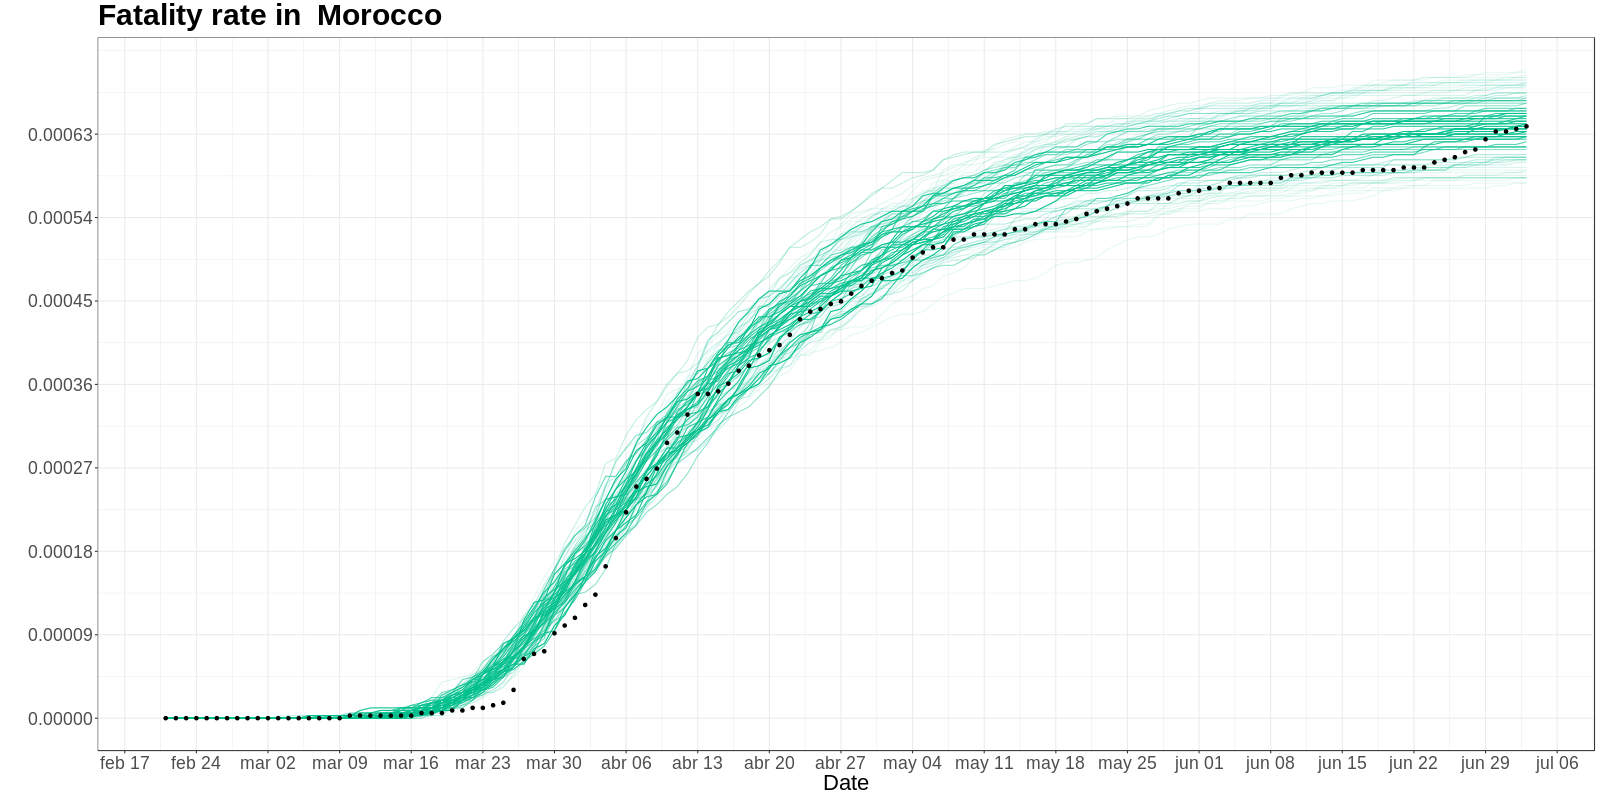 Fatality rate in  Morocco
0.00063
0.00054
0.00045
0.00036
0.00027
0.00018
0.00009
0.00000
feb 17 feb 24 mar 02 mar 09 mar 16 mar 23 mar 30 abr 06 abr 13 abr 20 abr 27 may 04 may 11 may 18 may 25 jun 01 jun 08 jun 15 jun 22 jun 29 jul 06
Date